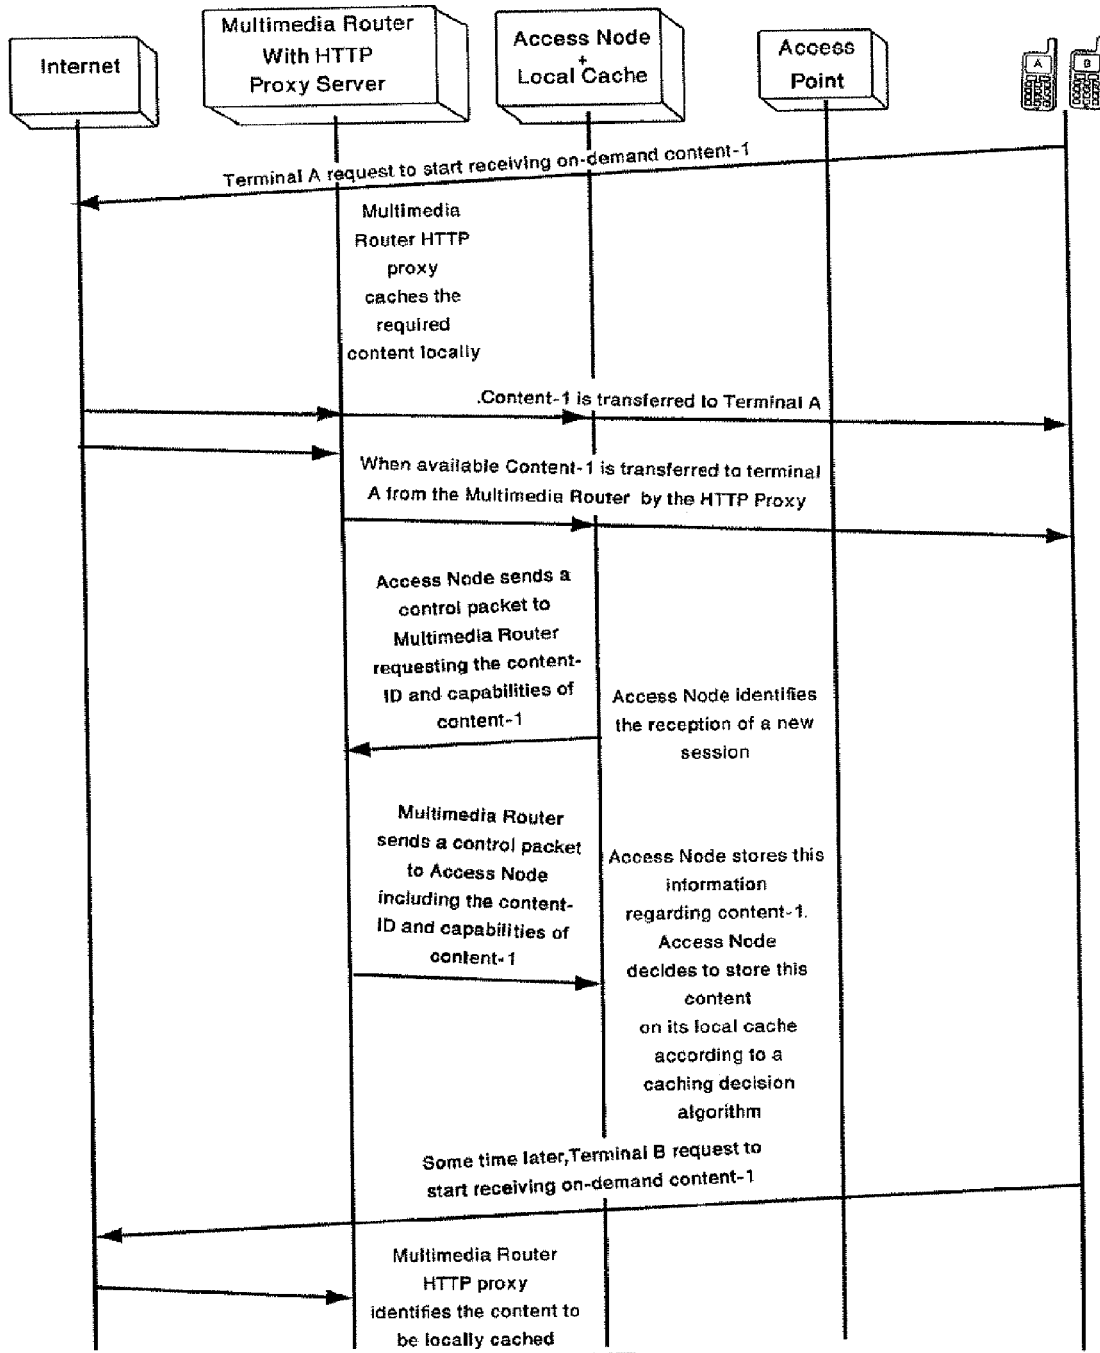 Internet
Multimedia Router
With HTTP
Proxy Server
Access Node
+
Local Cache
Access
Point
A
B
Terminal A request to start receiving on-demand content-1
Multimedia
Router HTTP
proxy
caches the
required
content locally
.Content-1 is transferred to Terminal A
When available Content-1 is transferred to terminal
A from the Multimedia Router by the HTTP Proxy
Access Node sends a
control packet to
Multimedia Router
requesting the content-
ID and capabilities of
content-1
Access Node identifies
the reception of a new
session
Multimedia Router
sends a control packet
to Access Node
including the content-
ID and capabilities of
content-1
Access Node stores this
information
regarding content-1.
Access Node
decides to store this
content
on its local cache
according to a
caching decision
algorithm
Some time later,Terminal B request to
start receiving on-demand content-1
Multimedia Router
HTTP proxy
identifies the content to
be locally cached